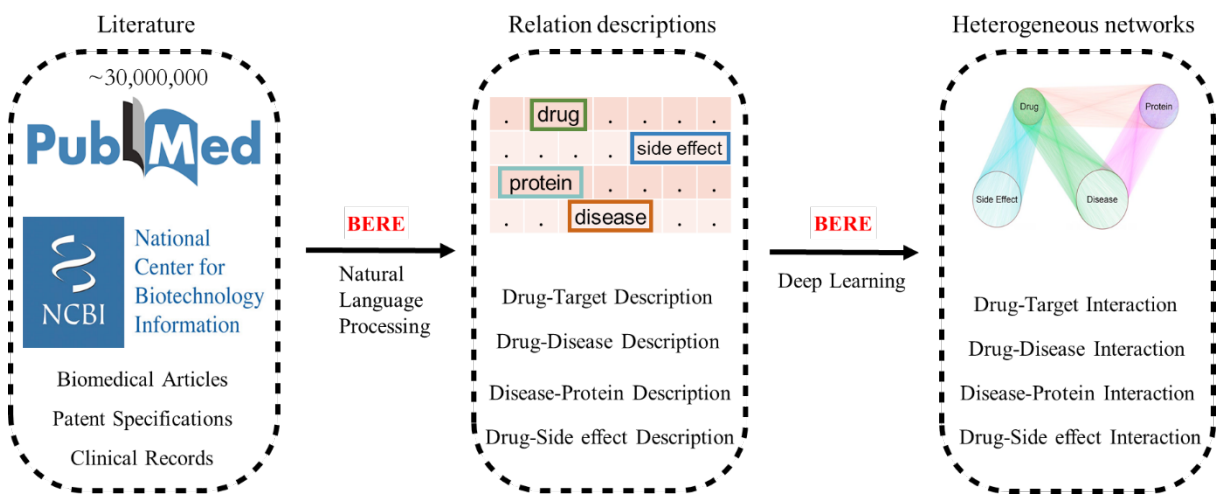 Literature
~30,000,000
PubMed
NCBI
National
Center for
Biotechnology
Information
Biomedical Articles
Patent Specifications
Clinical Records
BERE
Natural
Language
Processing
Relation descriptions
. drug . . . .
. . . . side effect
protein . . . .
. . disease . .
Drug-Target Description
Drug-Disease Description
Disease-Protein Description
Drug-Side effect Description
BERE
Deep Learning
Heterogeneous networks
Drug
Protein
Side Effect
Disease
Drug-Target Interaction
Drug-Disease Interaction
Disease-Protein Interaction
Drug-Side effect Interaction